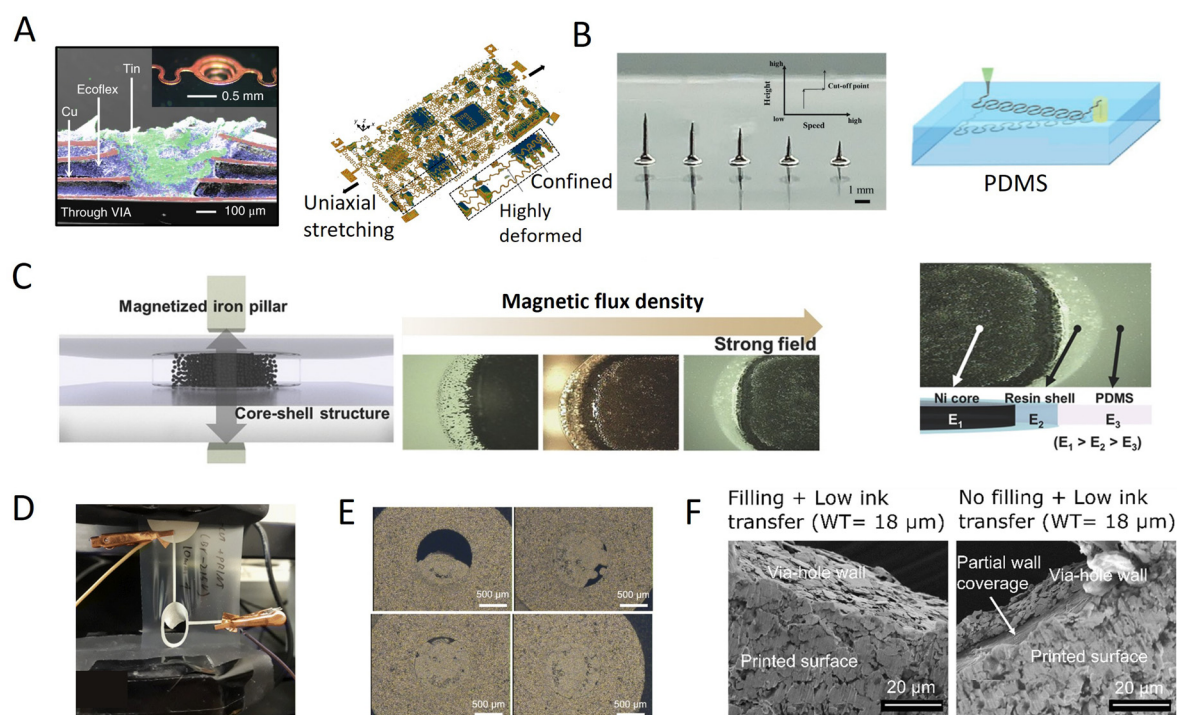 A
Tin
Ecoflex
Cu
0.5 mm
Through VIA
100 μm
Uniaxial
stretching
Confined
Highly
deformed
B
high
Height
low
Cut-off point
Speed
high
1 mm
PDMS
C
Magnetized iron pillar
Core-shell structure
Magnetic flux density
Strong field
Ni core
Resin shell
PDMS
E₁
E₂
E₃
(E₁ > E₂ > E₃)
D
E
500 μm
500 μm
500 μm
500 μm
F
Filling + Low ink
transfer (WT= 18 μm)
Via-hole wall
Printed surface
20 μm
No filling + Low ink
transfer (WT= 18 μm)
Partial wall
coverage
Via-hole wall
Printed surface
20 μm